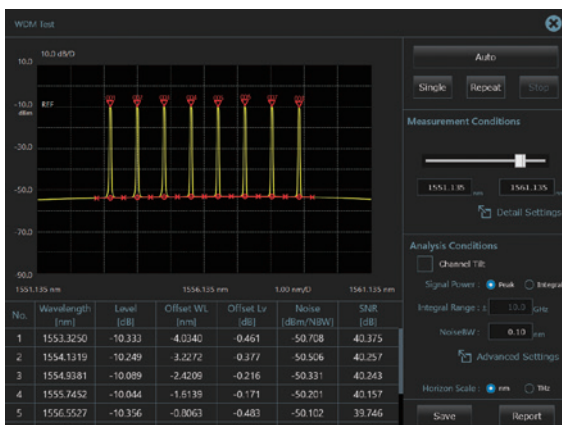 WDM Test
10.0 dB/D
10.0
REF
-10.0
dBm
-30.0
-50.0
-70.0
-90.0
1551.135 nm 1556.135 nm 1.00 nm/D 1561.135 nm
No. Wavelength [nm] Level [dB] Offset WL [nm] Offset Lv [dB] Noise [dBm/NBW] SNR [dB]
1 1553.3250 -10.333 -4.0340 -0.461 -50.708 40.375
2 1554.1319 -10.249 -3.2272 -0.377 -50.506 40.257
3 1554.9381 -10.089 -2.4209 -0.216 -50.331 40.243
4 1555.7452 -10.044 -1.6139 -0.171 -50.201 40.157
5 1556.5527 -10.356 -0.8063 -0.483 -50.102 39.746
Auto
Single Repeat Stop
Measurement Conditions
1551.135 nm 1561.135 nm
Detail Settings
Analysis Conditions
Channel Tilt
Signal Power : Peak Integral
Integral Range : ± 10.0 GHz
NoiseBW : 0.10 nm
Advanced Settings
Horizon Scale : nm THz
Save Report